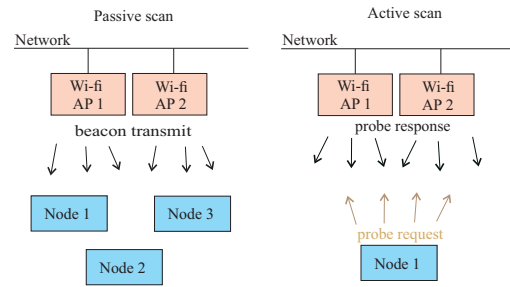 Passive scan
Network
Wi-fi
AP 1
Wi-fi
AP 2
beacon transmit
Node 1
Node 3
Node 2
Active scan
Network
Wi-fi
AP 1
Wi-fi
AP 2
probe response
probe request
Node 1